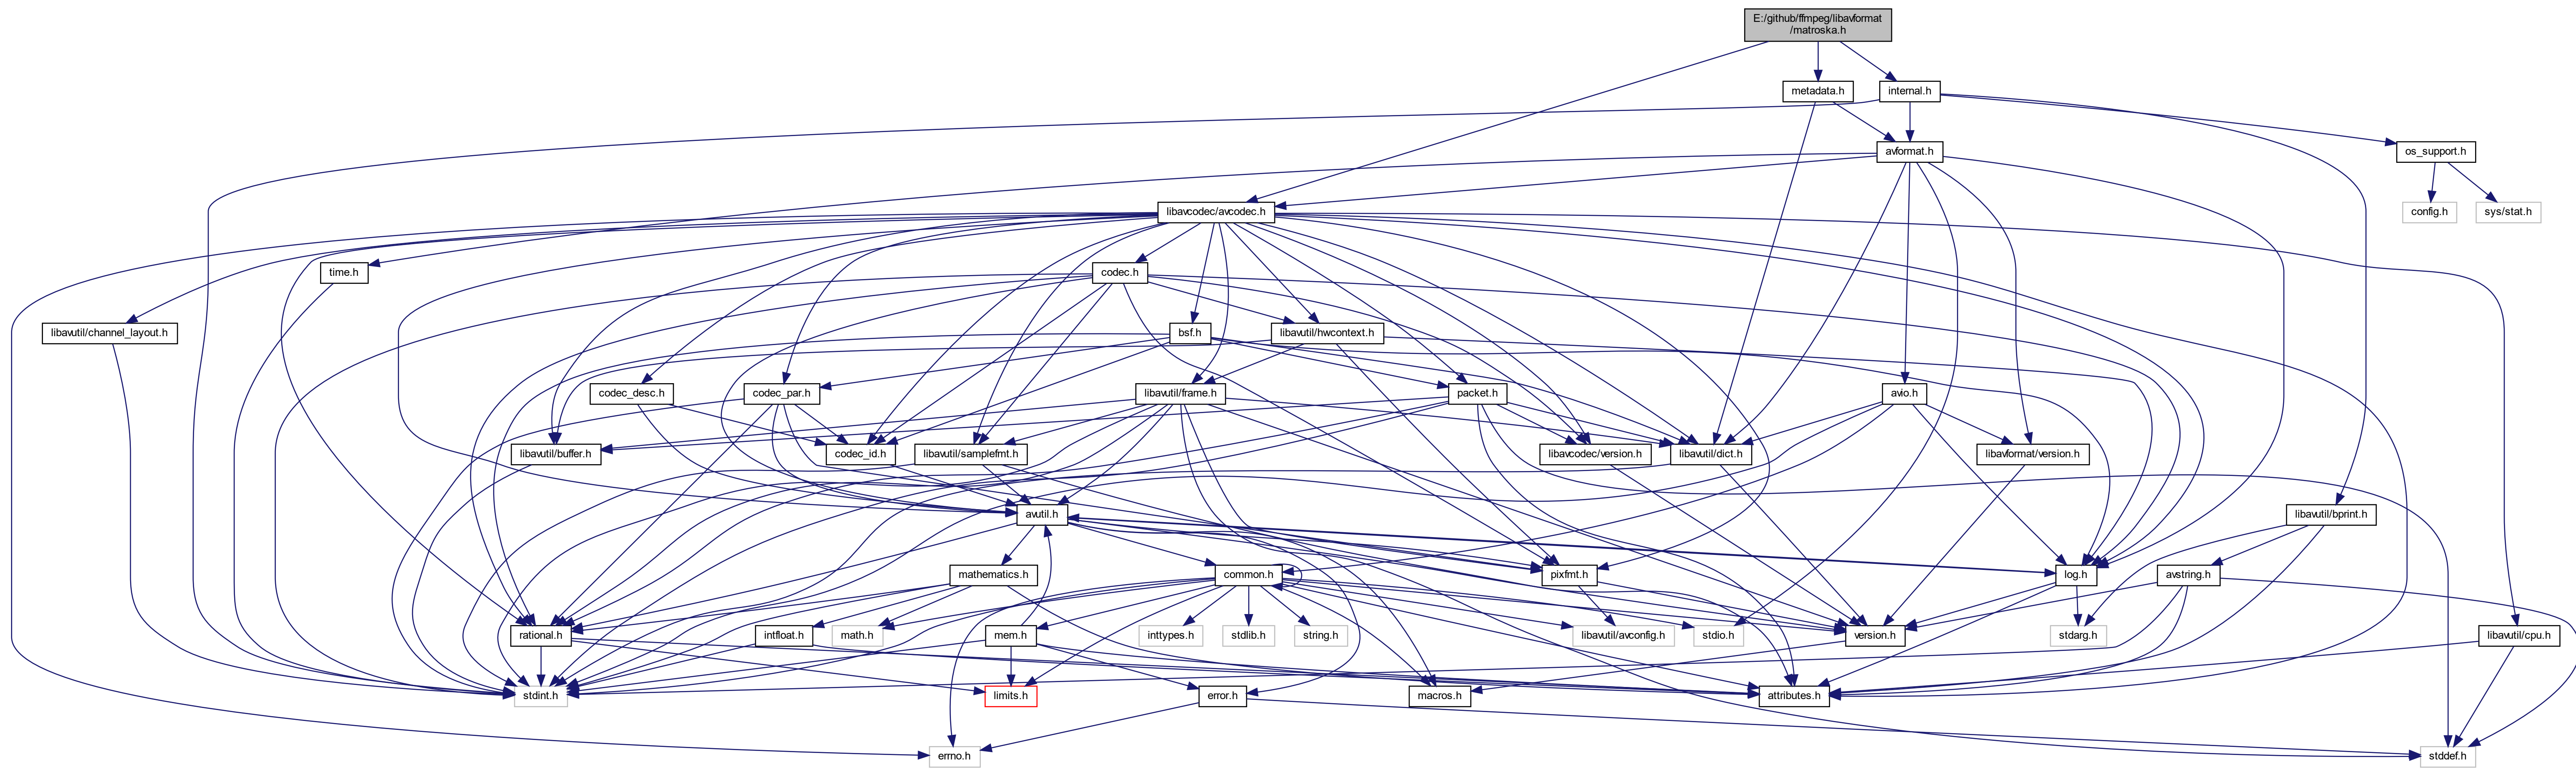 E:/github/ffmpeg/libavformat
/matroska.h
metadata.h
internal.h
avformat.h
os_support.h
libavcodec/avcodec.h
config.h
sys/stat.h
time.h
codec.h
libavutil/channel_layout.h
bsf.h
libavutil/hwcontext.h
codec_desc.h
codec_par.h
libavutil/frame.h
packet.h
avio.h
libavutil/buffer.h
codec_id.h
libavutil/samplefmt.h
libavcodec/version.h
libavutil/dict.h
libavformat/version.h
avutil.h
libavutil/bprint.h
mathematics.h
common.h
pixfmt.h
log.h
avstring.h
rational.h
intfloat.h
math.h
mem.h
inttypes.h
stdlib.h
string.h
libavutil/avconfig.h
stdio.h
version.h
stdarg.h
libavutil/cpu.h
stdint.h
limits.h
error.h
macros.h
attributes.h
errno.h
stddef.h